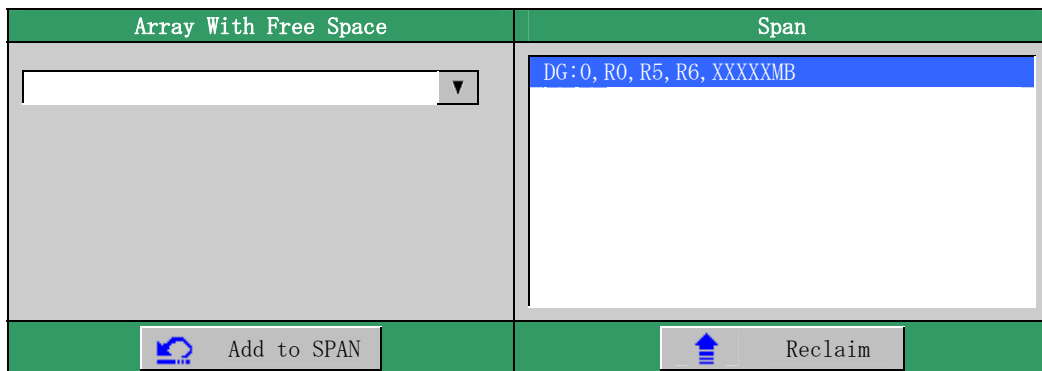 Array With Free Space
Span
DG:0, R0, R5, R6, XXXXXMB
Add to SPAN
Reclaim